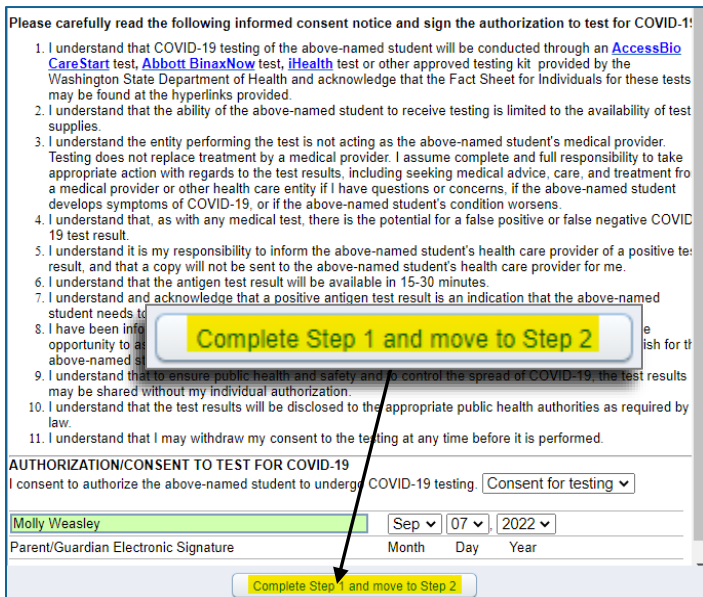 Please carefully read the following informed consent notice and sign the authorization to test for COVID-19
1. I understand that COVID-19 testing of the above-named student will be conducted through an AccessBio
CareStart test, Abbott BinaxNow test, iHealth test or other approved testing kit provided by the
Washington State Department of Health and acknowledge that the Fact Sheet for Individuals for these tests
may be found at the hyperlinks provided.
2. I understand that the ability of the above-named student to receive testing is limited to the availability of test
supplies.
3. I understand the entity performing the test is not acting as the above-named student's medical provider.
Testing does not replace treatment by a medical provider. I assume complete and full responsibility to take
appropriate action with regards to the test results, including seeking medical advice, care, and treatment fro
a medical provider or other health care entity if I have questions or concerns, if the above-named student
develops symptoms of COVID-19, or if the above-named student's condition worsens.
4. I understand that, as with any medical test, there is the potential for a false positive or false negative COVID
19 test result.
5. I understand it is my responsibility to inform the above-named student's health care provider of a positive te
result, and that a copy will not be sent to the above-named student's health care provider for me.
6. I understand that the antigen test result will be available in 15-30 minutes.
7. I understand and acknowledge that a positive antigen test result is an indication that the above-named
student needs to
8. I have been info
opportunity to as ish for th
above-named st
Complete Step 1 and move to Step 2
9. I understand that to ensure public health and safety and to control the spread of COVID-19, the test results
may be shared without my individual authorization.
10. I understand that the test results will be disclosed to the appropriate public health authorities as required by
law.
11. I understand that I may withdraw my consent to the testing at any time before it is performed.
AUTHORIZATION/CONSENT TO TEST FOR COVID-19
I consent to authorize the above-named student to undergo COVID-19 testing. Consent for testing
Molly Weasley Sep 07, 2022
Parent/Guardian Electronic Signature Month Day Year
Complete Step 1 and move to Step 2